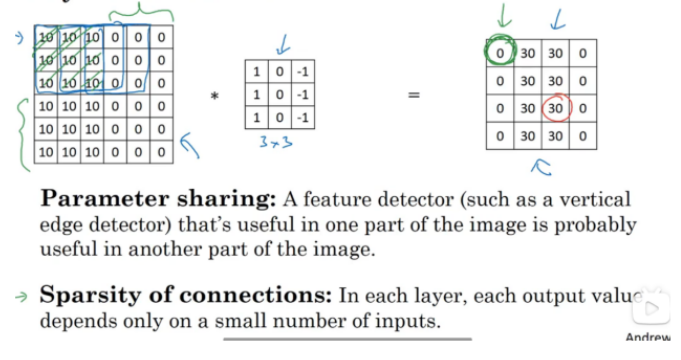 10 10 10 0 0 0
10 10 10 0 0 0
10 10 10 0 0 0
10 10 10 0 0 0
10 10 10 0 0 0
10 10 10 0 0 0
*
1 0 -1
1 0 -1
1 0 -1
3×3
=
0 30 30 0
0 30 30 0
0 30 30 0
0 30 30 0
Parameter sharing: A feature detector (such as a vertical
edge detector) that's useful in one part of the image is probably
useful in another part of the image.
→ Sparsity of connections: In each layer, each output value
depends only on a small number of inputs.
Andrew